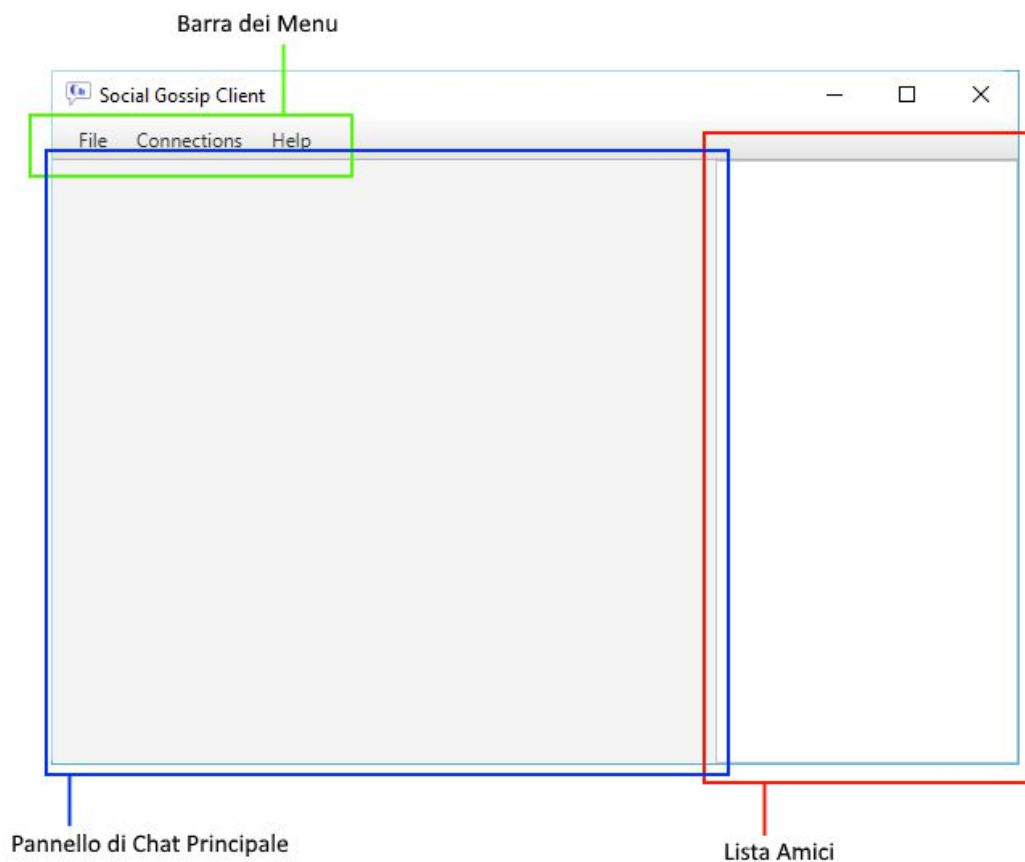 Barra dei Menu
Social Gossip Client
File Connections Help
Pannello di Chat Principale
Lista Amici